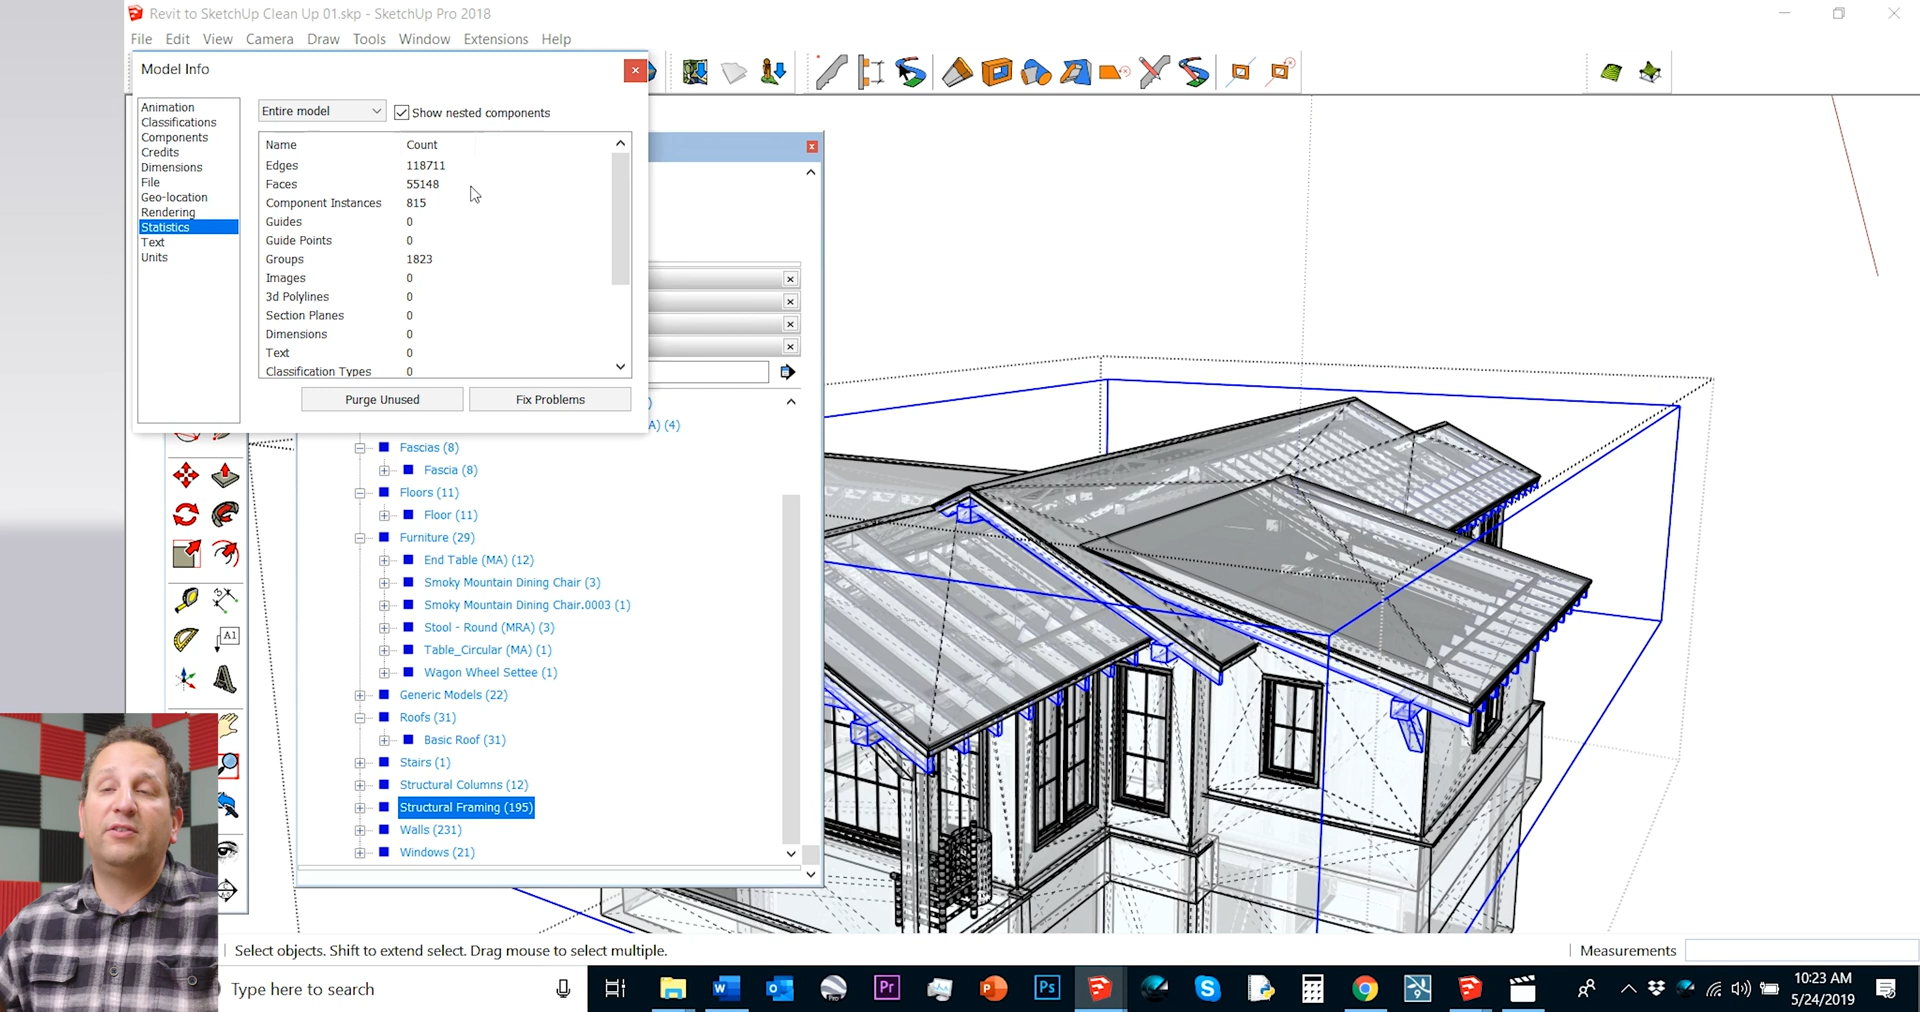 Revit to SketchUp Clean Up 01.skp - SketchUp Pro 2018
File Edit View Camera Draw Tools Window Extensions Help
Model Info
Animation
Classifications
Components
Credits
Dimensions
File
Geo-location
Rendering
Statistics
Text
Units
Entire model
Show nested components
Name Count
Edges 118711
Faces 55148
Component Instances 815
Guides 0
Guide Points 0
Groups 1823
Images 0
3d Polylines 0
Section Planes 0
Dimensions 0
Text 0
Classification Types 0
Purge Unused Fix Problems
A) (4)
Fascias (8)
Fascia (8)
Floors (11)
Floor (11)
Furniture (29)
End Table (MA) (12)
Smoky Mountain Dining Chair (3)
Smoky Mountain Dining Chair.0003 (1)
Stool - Round (MRA) (3)
Table_Circular (MA) (1)
Wagon Wheel Settee (1)
Generic Models (22)
Roofs (31)
Basic Roof (31)
Stairs (1)
Structural Columns (12)
Structural Framing (195)
Walls (231)
Windows (21)
A1
Select objects. Shift to extend select. Drag mouse to select multiple.
Measurements
Type here to search
Pr
Ps
10:23 AM
5/24/2019